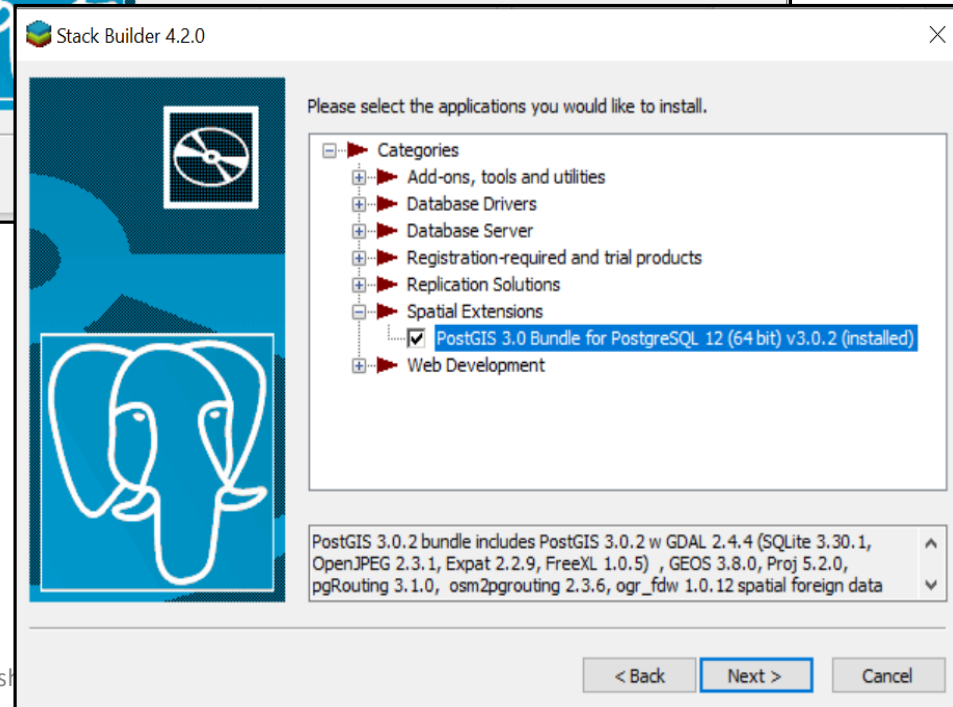 Stack Builder 4.2.0
Please select the applications you would like to install.
Categories
Add-ons, tools and utilities
Database Drivers
Database Server
Registration-required and trial products
Replication Solutions
Spatial Extensions
PostGIS 3.0 Bundle for PostgreSQL 12 (64 bit) v3.0.2 (installed)
Web Development
PostGIS 3.0.2 bundle includes PostGIS 3.0.2 w GDAL 2.4.4 (SQLite 3.30.1,
OpenJPEG 2.3.1, Expat 2.2.9, FreeXL 1.0.5) , GEOS 3.8.0, Proj 5.2.0,
pgRouting 3.1.0, osm2pgrouting 2.3.6, ogr_fdw 1.0.12 spatial foreign data
< Back Next > Cancel